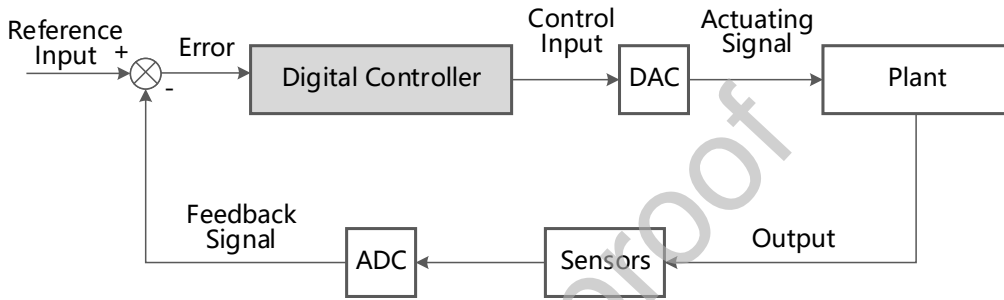 Reference
Input
+
-
Error
Digital Controller
Control
Input
DAC
Actuating
Signal
Plant
Feedback
Signal
ADC
Sensors
Output
proof